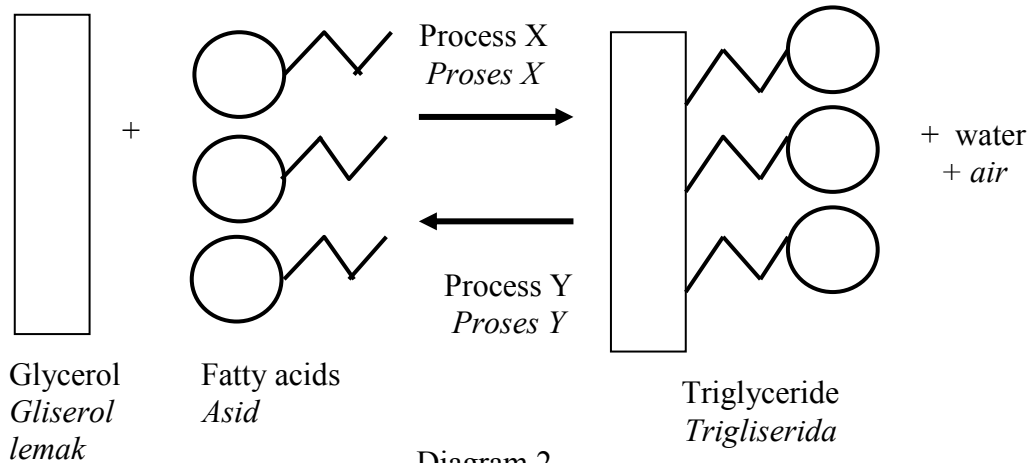 Process X
Proses X
+
+ water
+ air
Process Y
Proses Y
Glycerol
Gliserol
lemak
Fatty acids
Asid
Triglyceride
Trigliserida
Diagram 2